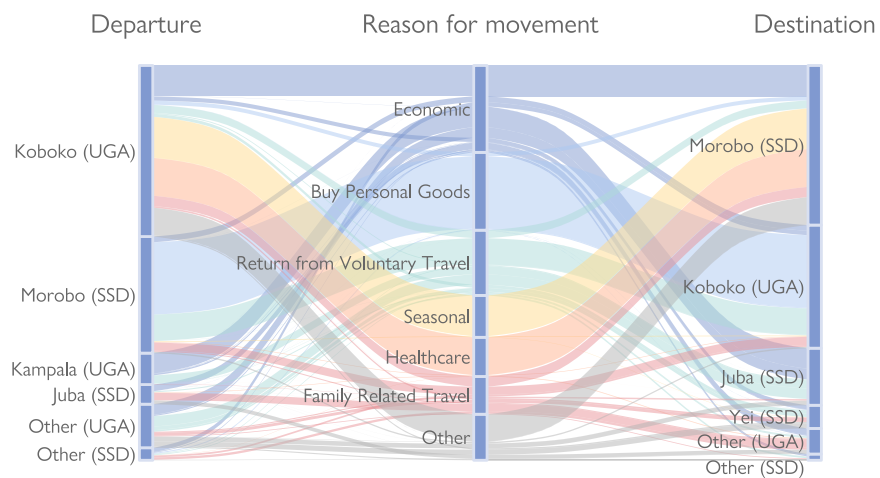 Departure
Reason for movement
Destination
Koboko (UGA)
Morobo (SSD)
Kampala (UGA)
Juba (SSD)
Other (UGA)
Other (SSD)
Economic
Buy Personal Goods
Return from Voluntary Travel
Seasonal
Healthcare
Family Related Travel
Other
Morobo (SSD)
Koboko (UGA)
Juba (SSD)
Yei (SSD)
Other (UGA)
Other (SSD)